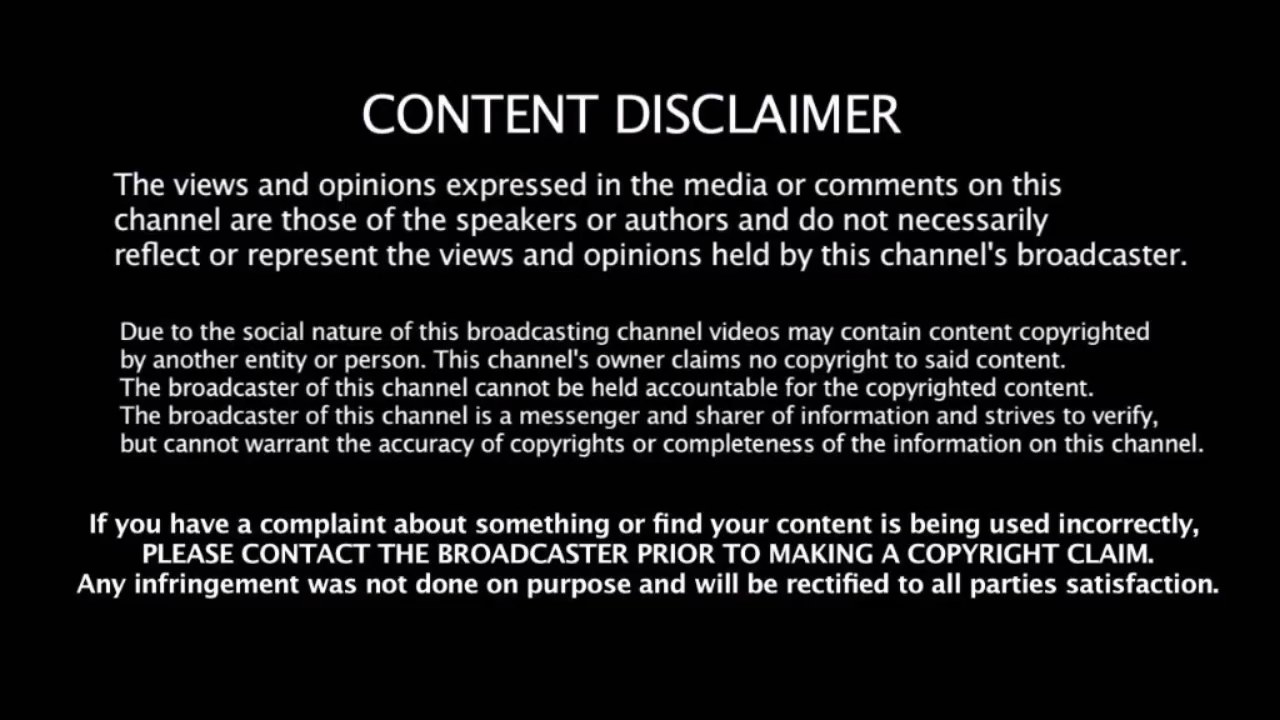 CONTENT DISCLAIMER
The views and opinions expressed in the media or comments on this
channel are those of the speakers or authors and do not necessarily
reflect or represent the views and opinions held by this channel's broadcaster.
Due to the social nature of this broadcasting channel videos may contain content copyrighted
by another entity or person. This channel's owner claims no copyright to said content.
The broadcaster of this channel cannot be held accountable for the copyrighted content.
The broadcaster of this channel is a messenger and sharer of information and strives to verify,
but cannot warrant the accuracy of copyrights or completeness of the information on this channel.
If you have a complaint about something or find your content is being used incorrectly,
PLEASE CONTACT THE BROADCASTER PRIOR TO MAKING A COPYRIGHT CLAIM.
Any infringement was not done on purpose and will be rectified to all parties satisfaction.